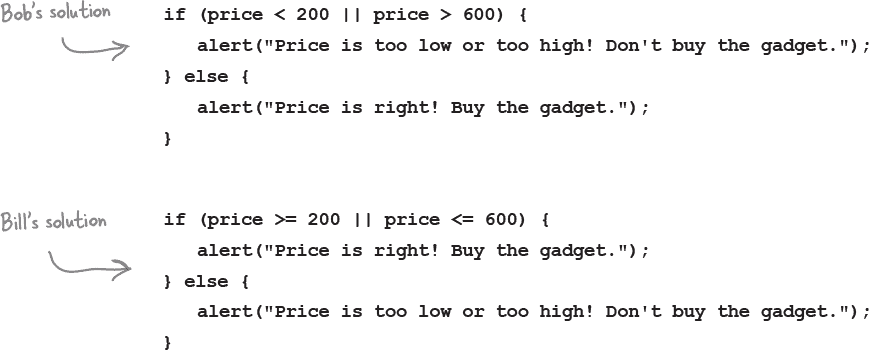 Bob's solution
if (price < 200 || price > 600) {
alert("Price is too low or too high! Don't buy the gadget.");
} else {
alert("Price is right! Buy the gadget.");
}
Bill's solution
if (price >= 200 || price <= 600) {
alert("Price is right! Buy the gadget.");
} else {
alert("Price is too low or too high! Don't buy the gadget.");
}